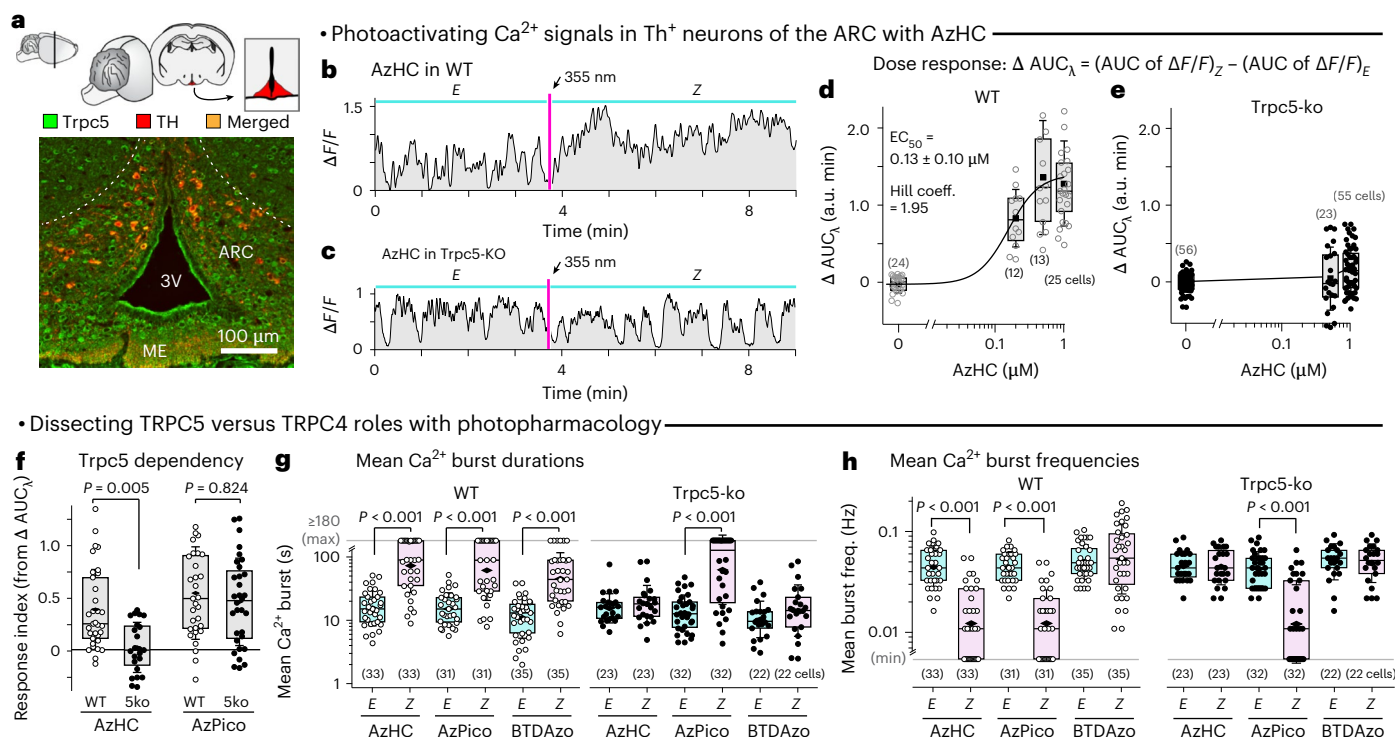 a
Trpc5 TH Merged
ARC
3V
100 µm
ME
• Photoactivating Ca2+ signals in Th+ neurons of the ARC with AzHC
b AzHC in WT
355 nm
E Z
1.5
0
ΔF/F
0 4 8
Time (min)
c AzHC in Trpc5-KO
355 nm
E Z
1
0
ΔF/F
0 4 8
Time (min)
Dose response: Δ AUCλ = (AUC of ΔF/F)Z – (AUC of ΔF/F)E
d WT
Δ AUCλ (a.u. min)
2.0
1.0
0
EC50 =
0.13 ± 0.10 µM
Hill coeff.
= 1.95
(24)
(12)
(13)
(25 cells)
0 0.1 1
AzHC (µM)
e Trpc5-ko
Δ AUCλ (a.u. min)
2.0
1.0
0
(55 cells)
(23)
(56)
0 0.1 1
AzHC (µM)
• Dissecting TRPC5 versus TRPC4 roles with photopharmacology
f Trpc5 dependency
P = 0.005 P = 0.824
Response index (from Δ AUCλ)
1.0
0.5
0
WT 5ko WT 5ko
AzHC AzPico
g Mean Ca2+ burst durations
WT Trpc5-ko
P < 0.001 P < 0.001 P < 0.001 P < 0.001
≥180
(max)
100
10
1
Mean Ca2+ burst (s)
(33) (33) (31) (31) (35) (35) (23) (23) (32) (32) (22) (22 cells)
E Z E Z E Z E Z E Z E Z
AzHC AzPico BTDAzo AzHC AzPico BTDAzo
h Mean Ca2+ burst frequencies
WT Trpc5-ko
P < 0.001 P < 0.001 P < 0.001
Mean burst freq. (Hz)
0.1
0.01
(min)
(33) (33) (31) (31) (35) (35) (23) (23) (32) (32) (22) (22 cells)
E Z E Z E Z E Z E Z E Z
AzHC AzPico BTDAzo AzHC AzPico BTDAzo